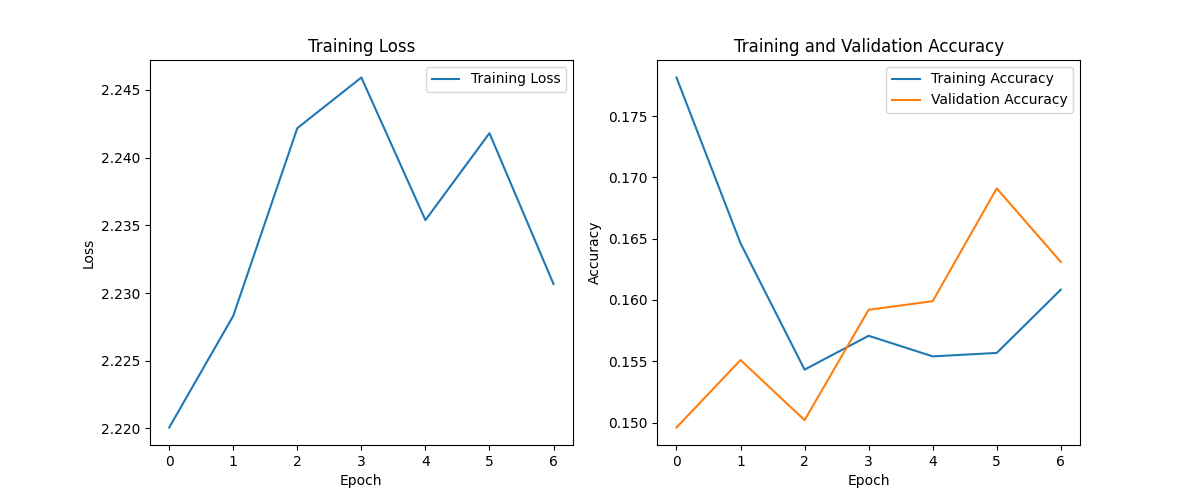 Training Loss
Training Loss
2.245
2.240
2.235
2.230
2.225
2.220
Loss
0 1 2 3 4 5 6
Epoch
Training and Validation Accuracy
Training Accuracy
Validation Accuracy
0.175
0.170
0.165
0.160
0.155
0.150
Accuracy
0 1 2 3 4 5 6
Epoch